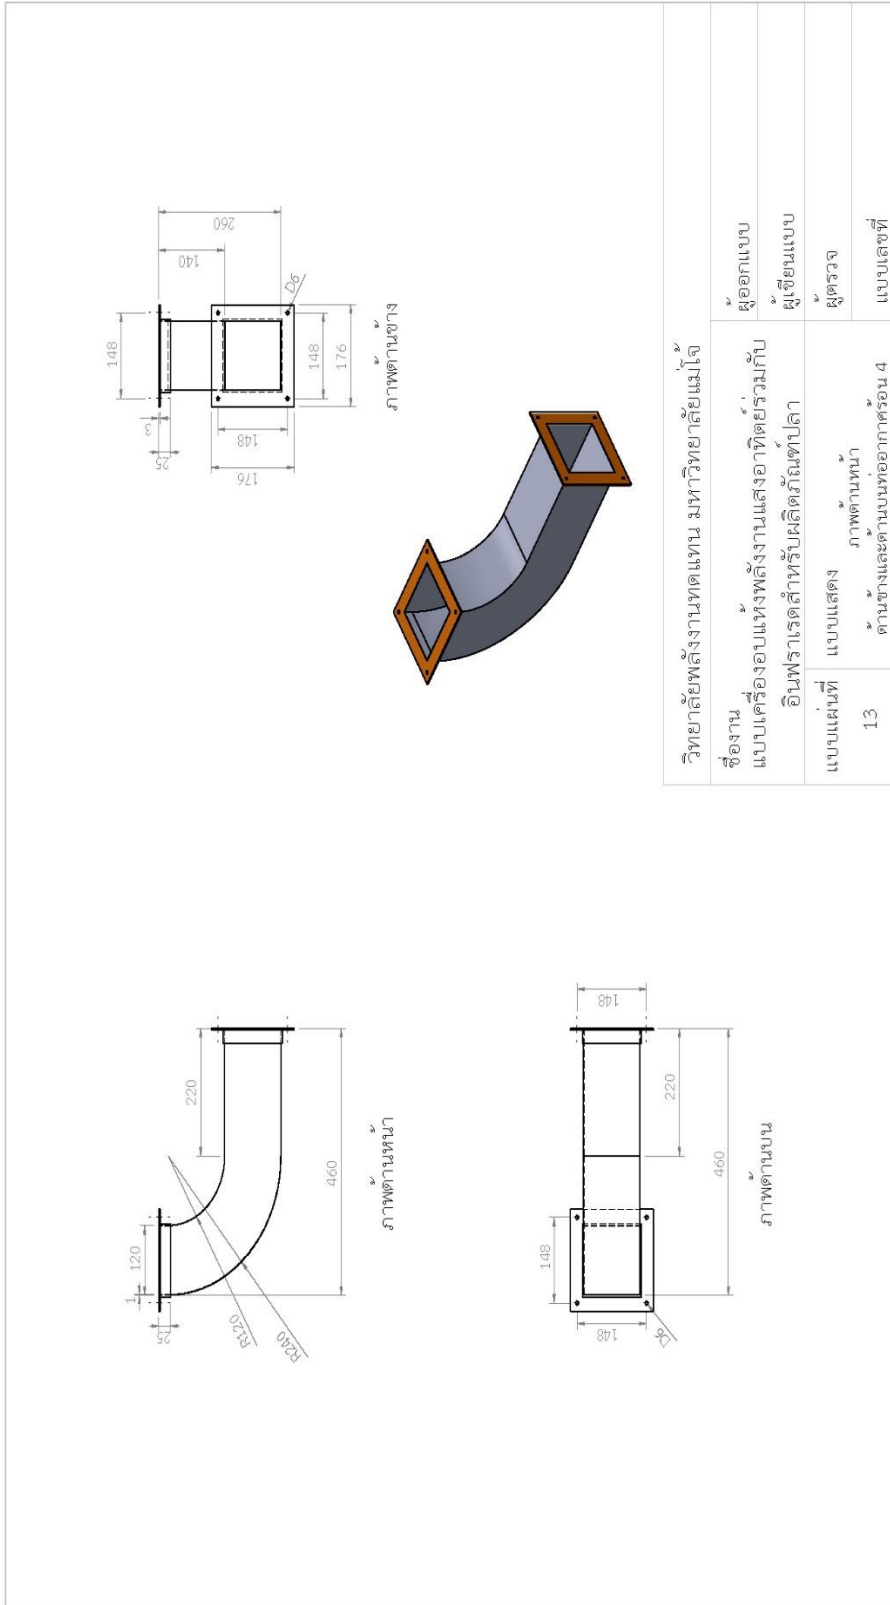 25
1
120
220
R120
R240
460
ภาพด้านหน้า
25
3
148
140
260
176
148
148
176
D6
ภาพด้านข้าง
148
148
D6
220
148
460
ภาพด้านบน
วิทยาลัยพลังงานทดแทน มหาวิทยาลัยแม่โจ้
ชื่องาน
แบบเครื่องอบแห้งพลังงานแสงอาทิตย์ร่วมกับ
อินฟราเรดสำหรับผลิตภัณฑ์ปลา
ผู้ออกแบบ
ผู้เขียนแบบ
แบบแผ่นที่
แบบแสดง
ผู้ตรวจ
13
ภาพด้านหน้า
ด้านข้างและด้านบนท่ออากาศร้อน 4
แบบเลขที่